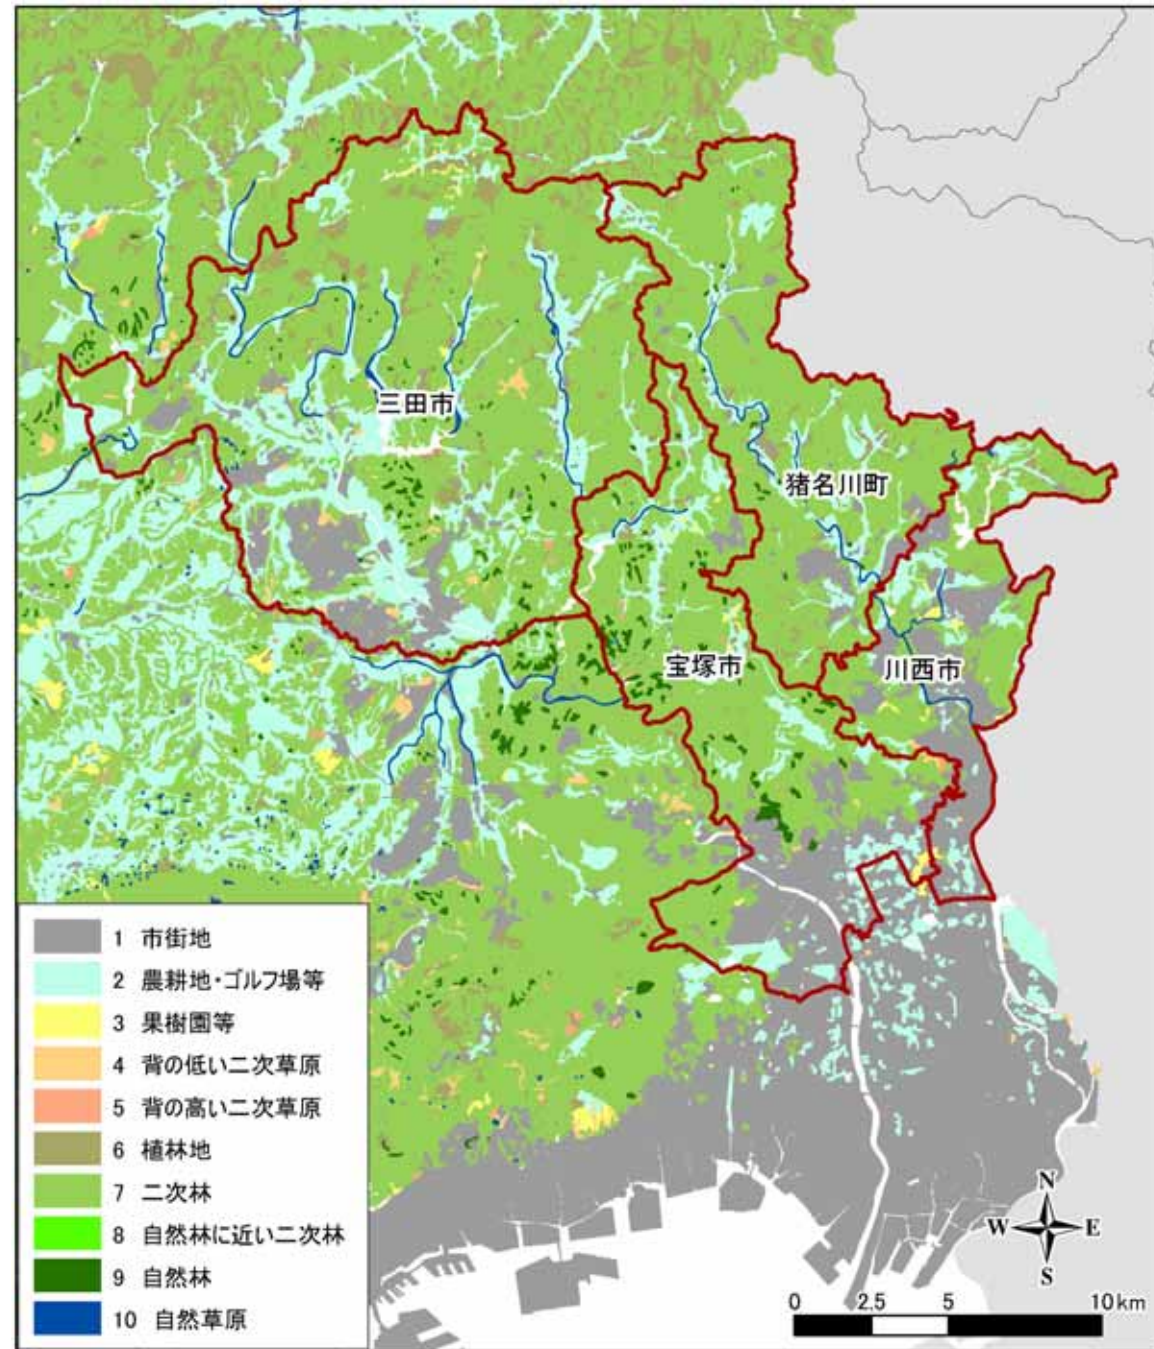 三田市
猪名川町
宝塚市
川西市
1 市街地
2 農耕地・ゴルフ場等
3 果樹園等
4 背の低い二次草原
5 背の高い二次草原
6 植林地
7 二次林
8 自然林に近い二次林
9 自然林
10 自然草原
N
W E
S
0 2.5 5 10km